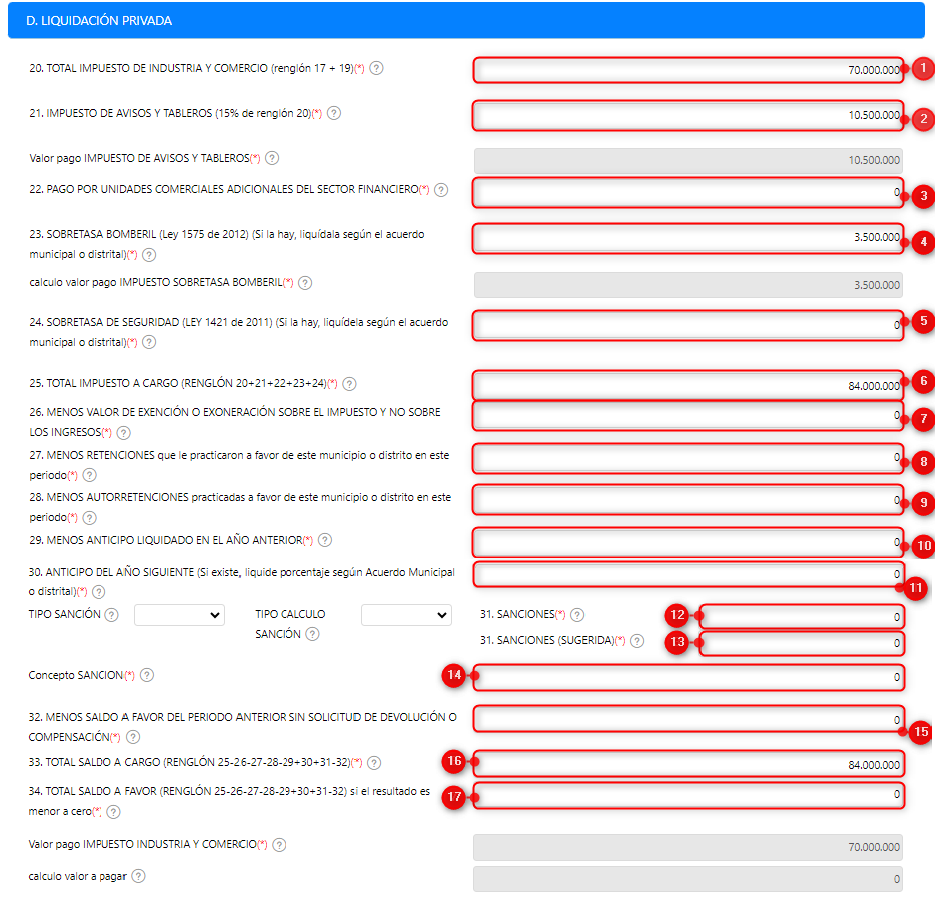 D. LIQUIDACIÓN PRIVADA
20. TOTAL IMPUESTO DE INDUSTRIA Y COMERCIO (renglón 17 + 19)(*) ? 70.000.000 1
21. IMPUESTO DE AVISOS Y TABLEROS (15% de renglón 20)(*) ? 10.500.000 2
Valor pago IMPUESTO DE AVISOS Y TABLEROS(*) ? 10.500.000
22. PAGO POR UNIDADES COMERCIALES ADICIONALES DEL SECTOR FINANCIERO(*) ? 0 3
23. SOBRETASA BOMBERIL (Ley 1575 de 2012) (Si la hay, liquídala según el acuerdo
municipal o distrital)(*) ? 3.500.000 4
calculo valor pago IMPUESTO SOBRETASA BOMBERIL(*) ? 3.500.000
24. SOBRETASA DE SEGURIDAD (LEY 1421 de 2011) (Si la hay, liquídela según el acuerdo
municipal o distrital)(*) ? 0 5
25. TOTAL IMPUESTO A CARGO (RENGLÓN 20+21+22+23+24)(*) ? 84.000.000 6
26. MENOS VALOR DE EXENCIÓN O EXONERACIÓN SOBRE EL IMPUESTO Y NO SOBRE
LOS INGRESOS(*) ? 0 7
27. MENOS RETENCIONES que le practicaron a favor de este municipio o distrito en este
periodo(*) ? 0 8
28. MENOS AUTORRETENCIONES practicadas a favor de este municipio o distrito en este
periodo(*) ? 0 9
29. MENOS ANTICIPO LIQUIDADO EN EL AÑO ANTERIOR(*) ? 0 10
30. ANTICIPO DEL AÑO SIGUIENTE (Si existe, liquide porcentaje según Acuerdo Municipal
o distrital)(*) ? 0 11
TIPO SANCIÓN ? TIPO CALCULO
SANCIÓN ? 31. SANCIONES(*) ? 12 0
31. SANCIONES (SUGERIDA)(*) ? 13 0
Concepto SANCION(*) ? 14 0
32. MENOS SALDO A FAVOR DEL PERIODO ANTERIOR SIN SOLICITUD DE DEVOLUCIÓN O
COMPENSACIÓN(*) ? 0 15
33. TOTAL SALDO A CARGO (RENGLÓN 25-26-27-28-29+30+31-32)(*) ? 16 84.000.000
34. TOTAL SALDO A FAVOR (RENGLÓN 25-26-27-28-29+30+31-32) si el resultado es
menor a cero(*) ? 17 0
Valor pago IMPUESTO INDUSTRIA Y COMERCIO(*) ? 70.000.000
calculo valor a pagar ? 0